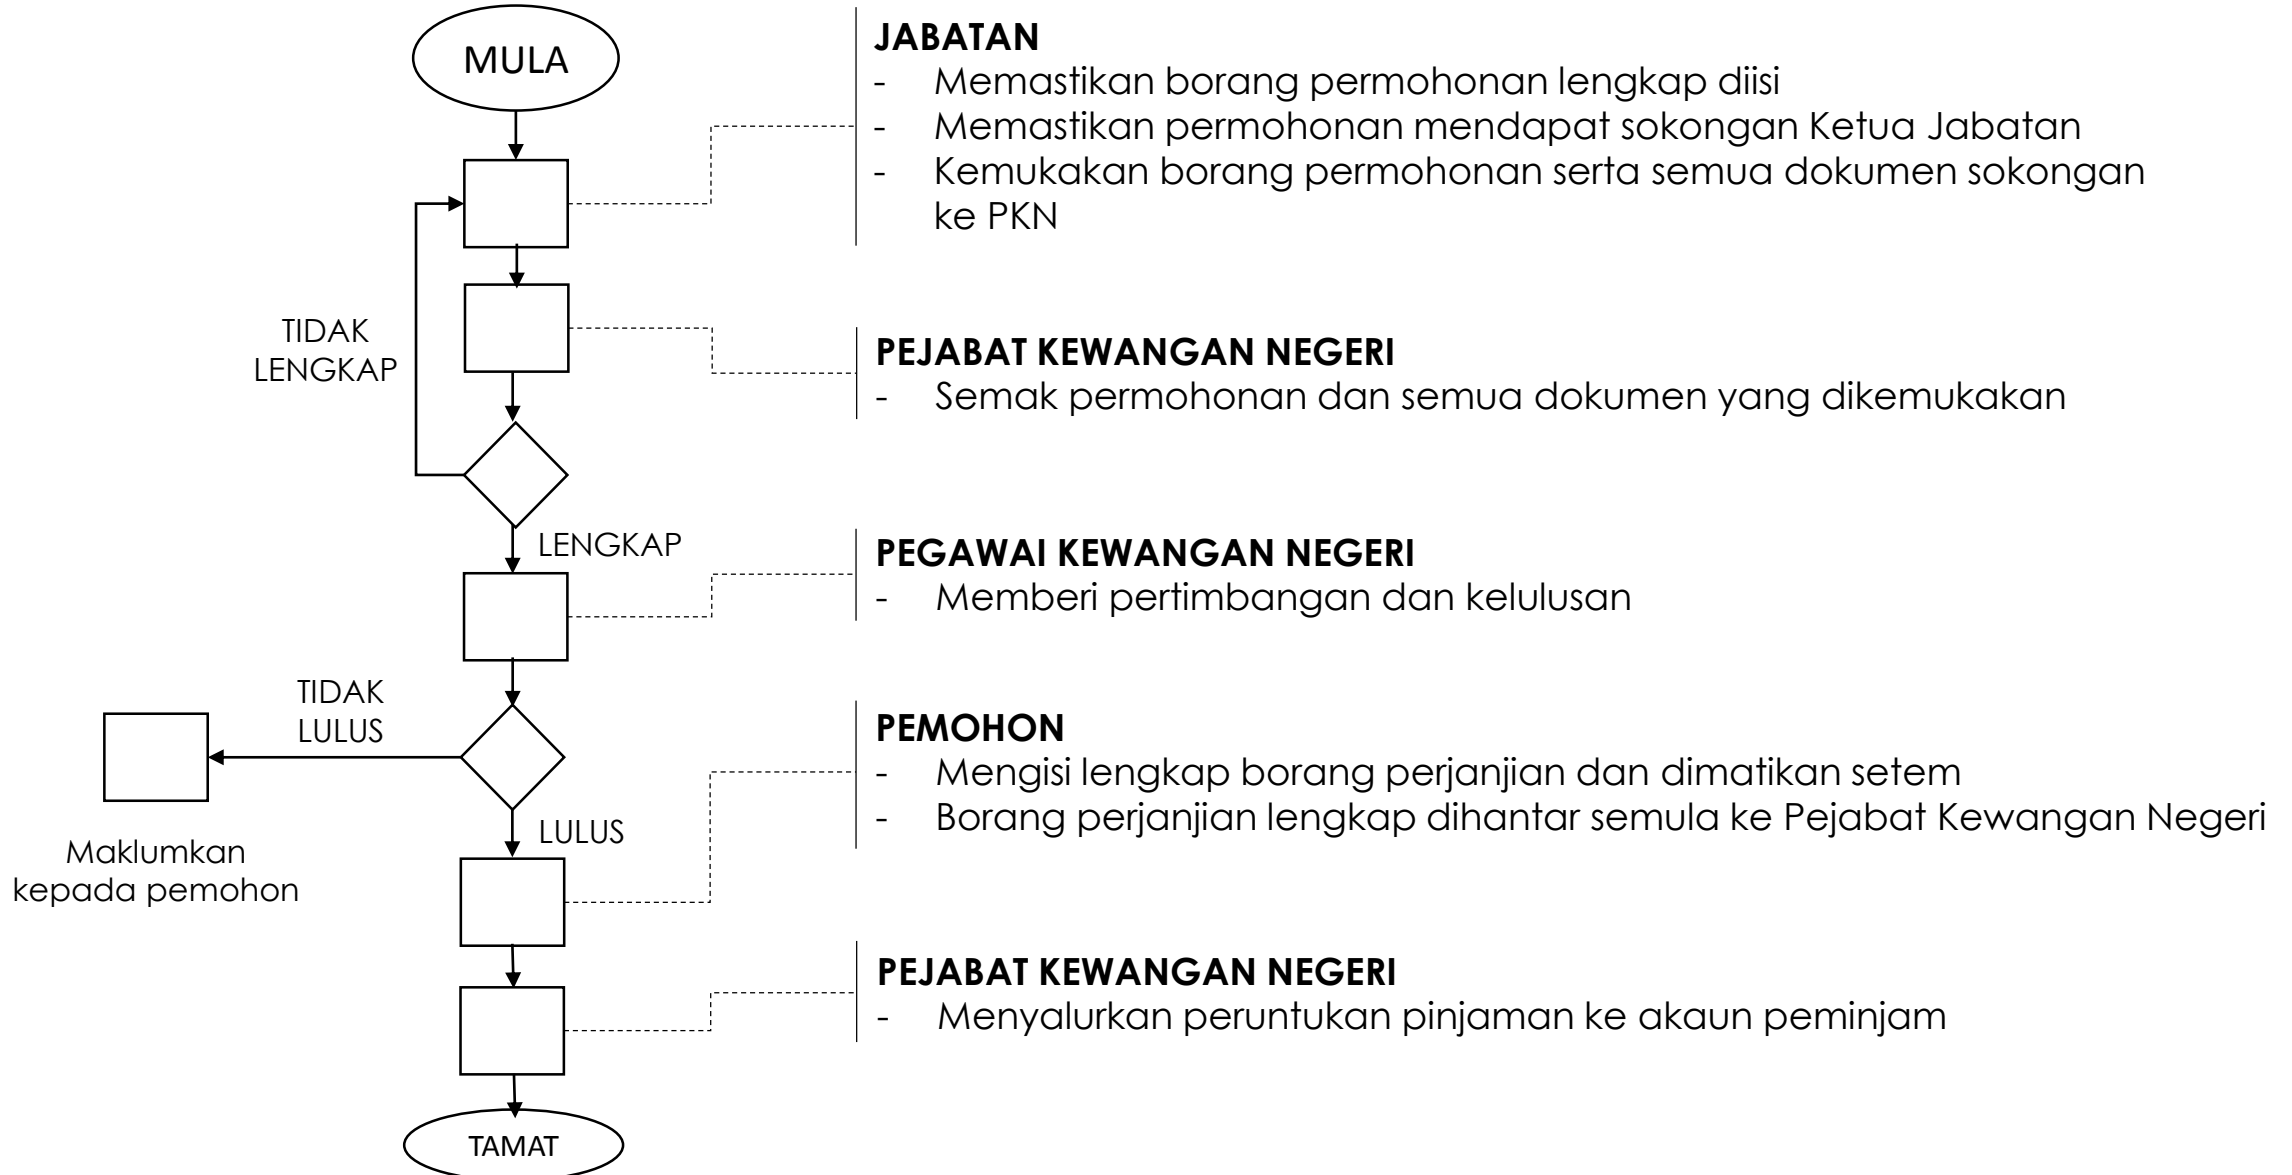 MULA
JABATAN
- Memastikan borang permohonan lengkap diisi
- Memastikan permohonan mendapat sokongan Ketua Jabatan
- Kemukakan borang permohonan serta semua dokumen sokongan
ke PKN
TIDAK
LENGKAP
PEJABAT KEWANGAN NEGERI
- Semak permohonan dan semua dokumen yang dikemukakan
LENGKAP
PEGAWAI KEWANGAN NEGERI
- Memberi pertimbangan dan kelulusan
TIDAK
LULUS
Maklumkan
kepada pemohon
LULUS
PEMOHON
- Mengisi lengkap borang perjanjian dan dimatikan setem
- Borang perjanjian lengkap dihantar semula ke Pejabat Kewangan Negeri
PEJABAT KEWANGAN NEGERI
- Menyalurkan peruntukan pinjaman ke akaun peminjam
TAMAT